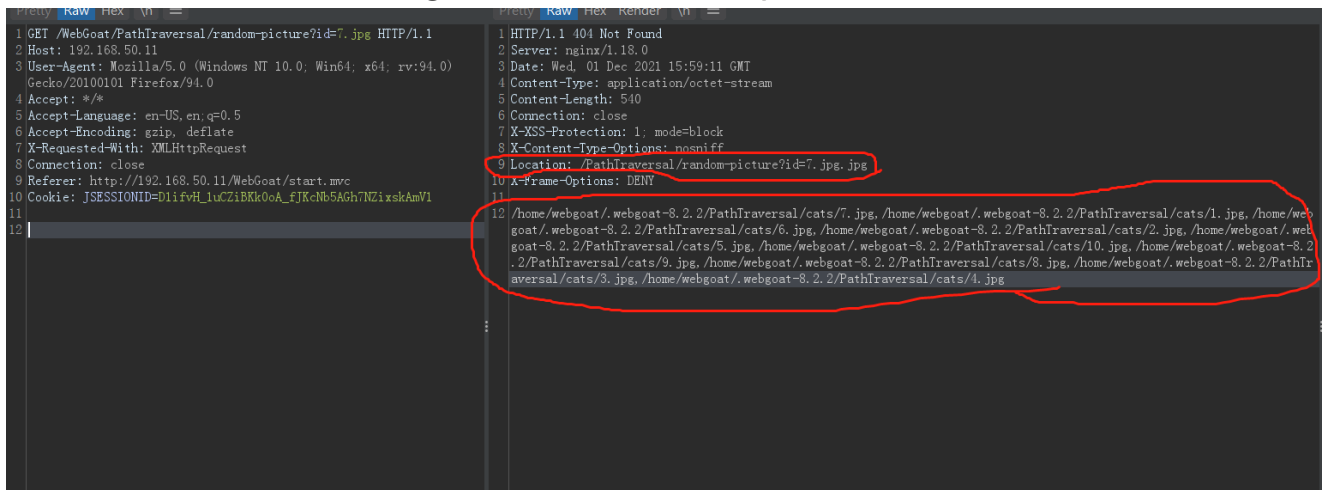 Pretty Raw Hex \n ≡
1 GET /WebGoat/PathTraversal/random-picture?id=7.jpg HTTP/1.1
2 Host: 192.168.50.11
3 User-Agent: Mozilla/5.0 (Windows NT 10.0; Win64; x64; rv:94.0)
Gecko/20100101 Firefox/94.0
4 Accept: */*
5 Accept-Language: en-US,en;q=0.5
6 Accept-Encoding: gzip, deflate
7 X-Requested-With: XMLHttpRequest
8 Connection: close
9 Referer: http://192.168.50.11/WebGoat/start.mvc
10 Cookie: JSESSIONID=D1ifvH_1uCZiBKk0oA_fJKcNb5AGh7NZixskAmV1
11
12
Pretty Raw Hex Render \n ≡
1 HTTP/1.1 404 Not Found
2 Server: nginx/1.18.0
3 Date: Wed, 01 Dec 2021 15:59:11 GMT
4 Content-Type: application/octet-stream
5 Content-Length: 540
6 Connection: close
7 X-XSS-Protection: 1; mode=block
8 X-Content-Type-Options: nosniff
9 Location: /PathTraversal/random-picture?id=7.jpg.jpg
10 X-Frame-Options: DENY
11
12 /home/webgoat/.webgoat-8.2.2/PathTraversal/cats/7.jpg,/home/webgoat/.webgoat-8.2.2/PathTraversal/cats/1.jpg,/home/web
goat/.webgoat-8.2.2/PathTraversal/cats/6.jpg,/home/webgoat/.webgoat-8.2.2/PathTraversal/cats/2.jpg,/home/webgoat/.web
goat-8.2.2/PathTraversal/cats/5.jpg,/home/webgoat/.webgoat-8.2.2/PathTraversal/cats/10.jpg,/home/webgoat/.webgoat-8.2
.2/PathTraversal/cats/9.jpg,/home/webgoat/.webgoat-8.2.2/PathTraversal/cats/8.jpg,/home/webgoat/.webgoat-8.2.2/PathTr
aversal/cats/3.jpg,/home/webgoat/.webgoat-8.2.2/PathTraversal/cats/4.jpg